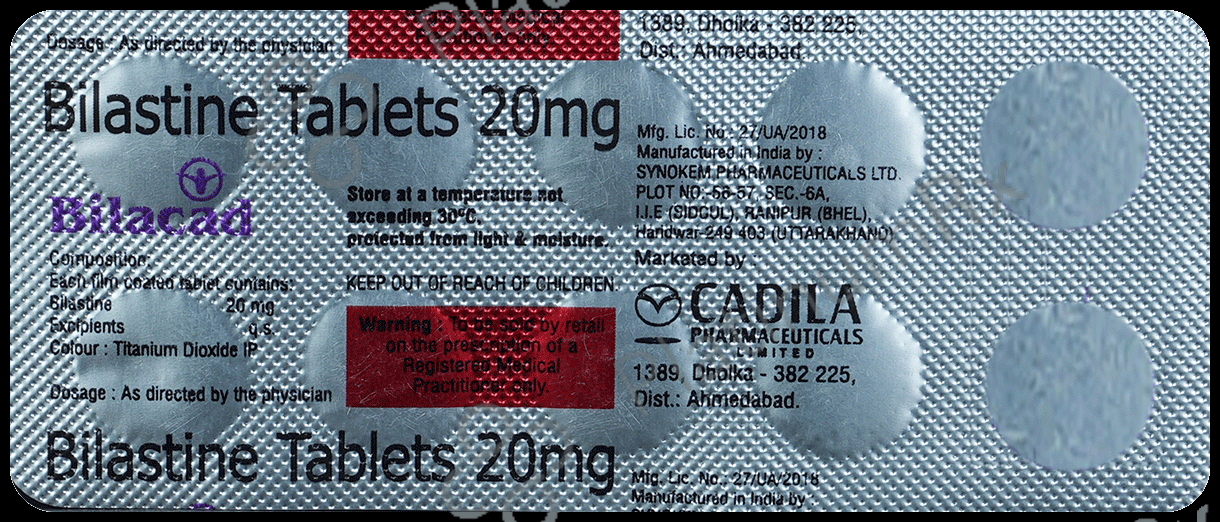 Dosage : As directed by the physician
Bilastine Tablets 20mg
Bilacad
Composition:
Each film coated tablet contains:
Bilastine 20 mg
Excipients q.s.
Colour : Titanium Dioxide IP
Dosage : As directed by the physician
Bilastine Tablets 20mg
only
Store at a temperature not
exceeding 30°C.
protected from light & moisture.
KEEP OUT OF REACH OF CHILDREN.
Warning : To be sold by retail
on the prescription of a
Registered Medical
Practitioner only.
1389, Dholka - 382 225,
Dist.: Ahmedabad.
Mfg. Lic. No.: 27/UA/2018
Manufactured in India by :
SYNOKEM PHARMACEUTICALS LTD.
PLOT NO.-56-57, SEC.-6A,
I.I.E (SIDCUL), RANIPUR (BHEL),
Haridwar-249 403 (UTTARAKHAND)
Marketed by :
CADILA
PHARMACEUTICALS
LIMITED
1389, Dholka - 382 225,
Dist.: Ahmedabad.
Mfg. Lic. No.: 27/UA/2018
Manufactured in India by :